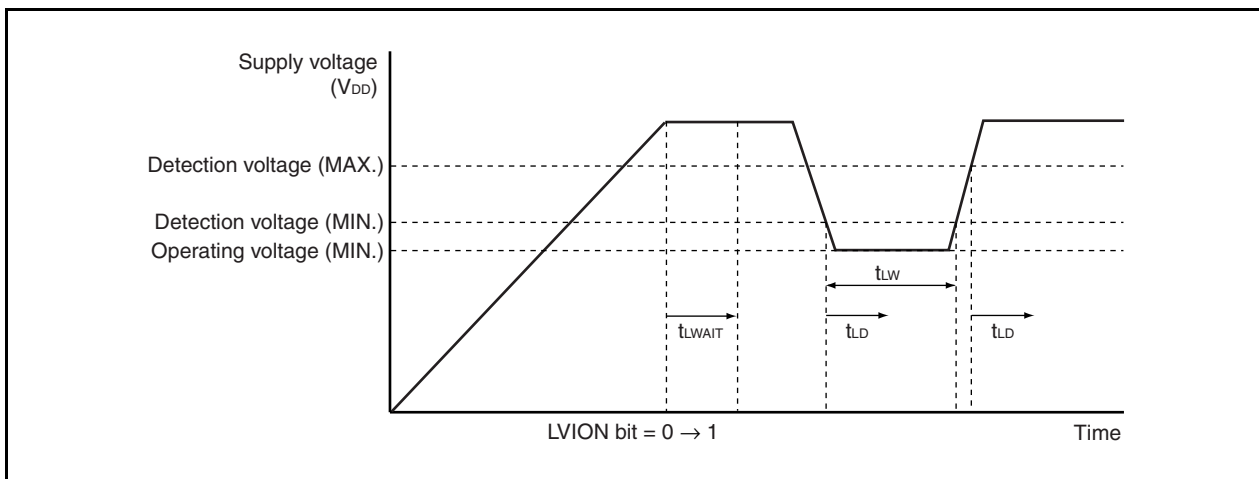 Supply voltage
(VDD)
Detection voltage (MAX.)
Detection voltage (MIN.)
Operating voltage (MIN.)
tLW
tLWAIT
tLD
tLD
LVION bit = 0 → 1
Time